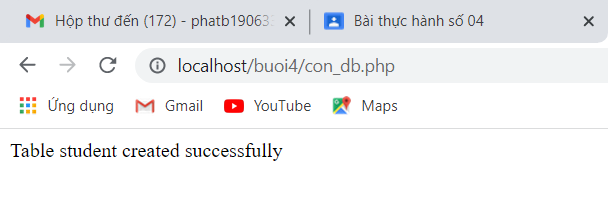 Hộp thư đến (172) - phatb19063
Bài thực hành số 04
localhost/buoi4/con_db.php
Ứng dụng Gmail YouTube Maps
Table student created successfully